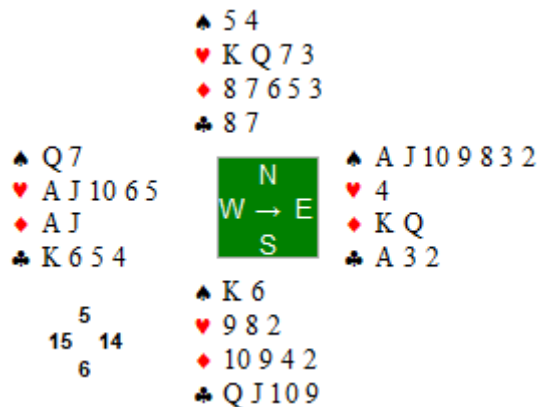 ♠ 5 4
♥ K Q 7 3
♦ 8 7 6 5 3
♣ 8 7
♠ Q 7
♥ A J 10 6 5
♦ A J
♣ K 6 5 4
N
W → E
S
♠ A J 10 9 8 3 2
♥ 4
♦ K Q
♣ A 3 2
5
15 14
6
♠ K 6
♥ 9 8 2
♦ 10 9 4 2
♣ Q J 10 9